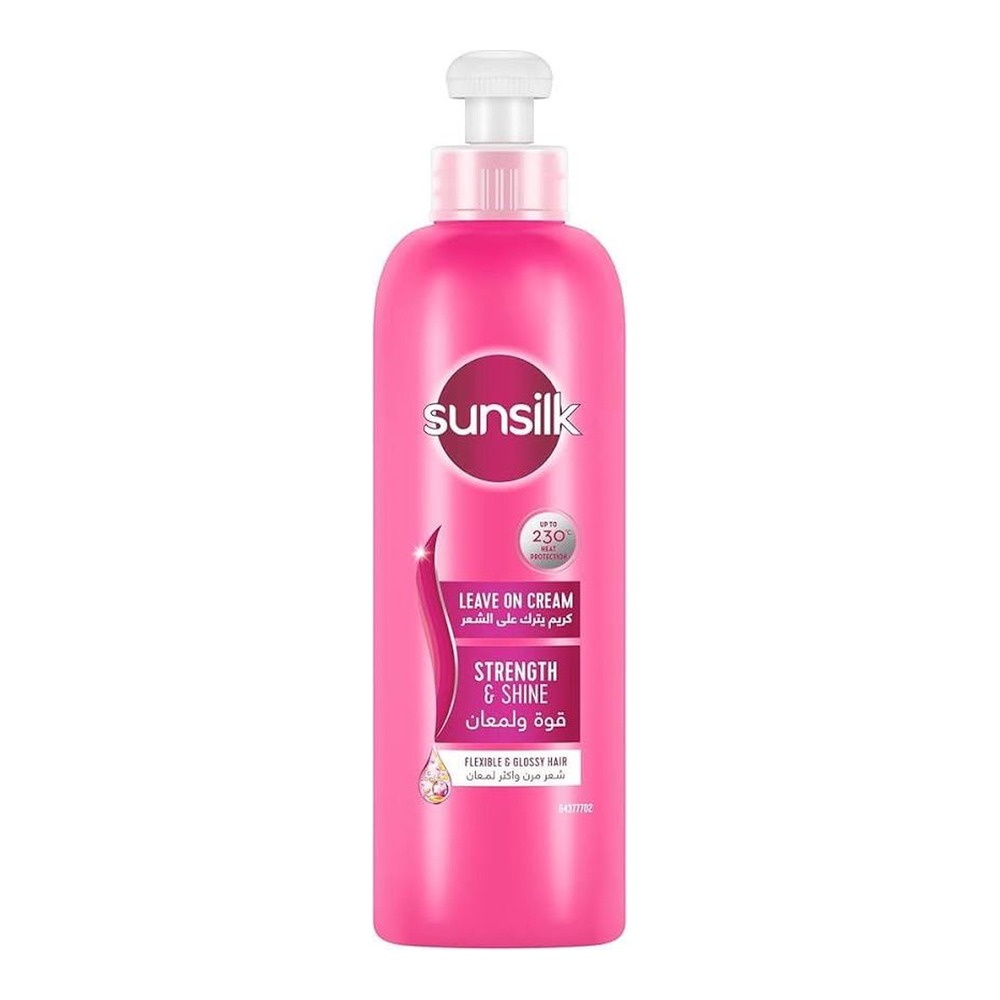 sunsilk
UP TO
230°C
HEAT
PROTECTION
LEAVE ON CREAM
كريم يترك على الشعر
STRENGTH
& SHINE
قوة ولمعان
FLEXIBLE & GLOSSY HAIR
شعر مرن واكثر لمعان
64377702